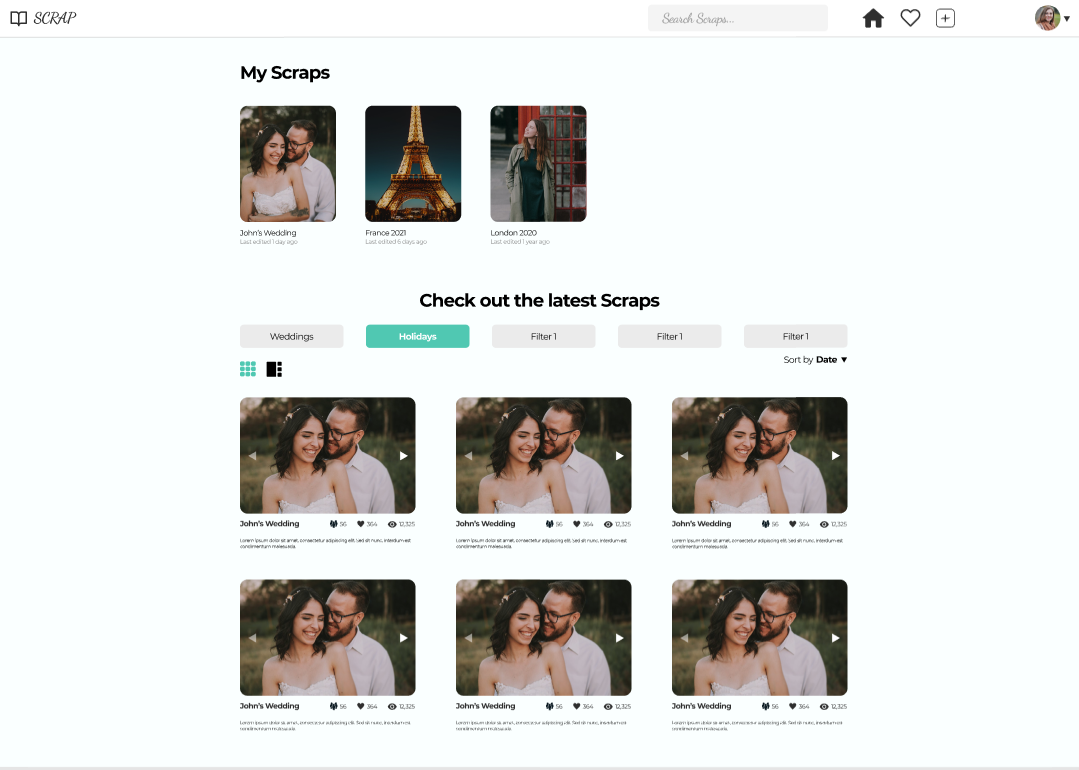 SCRAP
Search Scraps...
My Scraps
John's Wedding
Last edited 1 day ago
France 2021
Last edited 6 days ago
London 2020
Last edited 1 year ago
Check out the latest Scraps
Weddings
Holidays
Filter 1
Filter 1
Filter 1
Sort by Date ▼
John's Wedding 56 364 12,325
Lorem ipsum dolor sit amet, consectetur adipiscing elit. Sed et nunc, interdum est
condimentum malesuada.
John's Wedding 56 364 12,325
Lorem ipsum dolor sit amet, consectetur adipiscing elit. Sed et nunc, interdum est
condimentum malesuada.
John's Wedding 56 364 12,325
Lorem ipsum dolor sit amet, consectetur adipiscing elit. Sed et nunc, interdum est
condimentum malesuada.
John's Wedding 56 364 12,325
Lorem ipsum dolor sit amet, consectetur adipiscing elit. Sed et nunc, interdum est
condimentum malesuada.
John's Wedding 56 364 12,325
Lorem ipsum dolor sit amet, consectetur adipiscing elit. Sed et nunc, interdum est
condimentum malesuada.
John's Wedding 56 364 12,325
Lorem ipsum dolor sit amet, consectetur adipiscing elit. Sed et nunc, interdum est
condimentum malesuada.